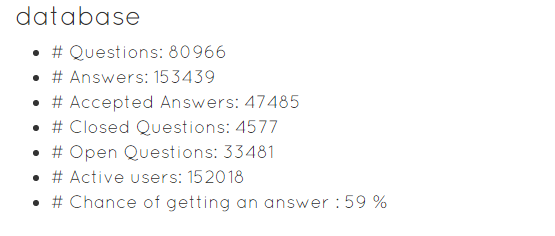 database
# Questions: 80966
# Answers: 153439
# Accepted Answers: 47485
# Closed Questions: 4577
# Open Questions: 33481
# Active users: 152018
# Chance of getting an answer : 59 %